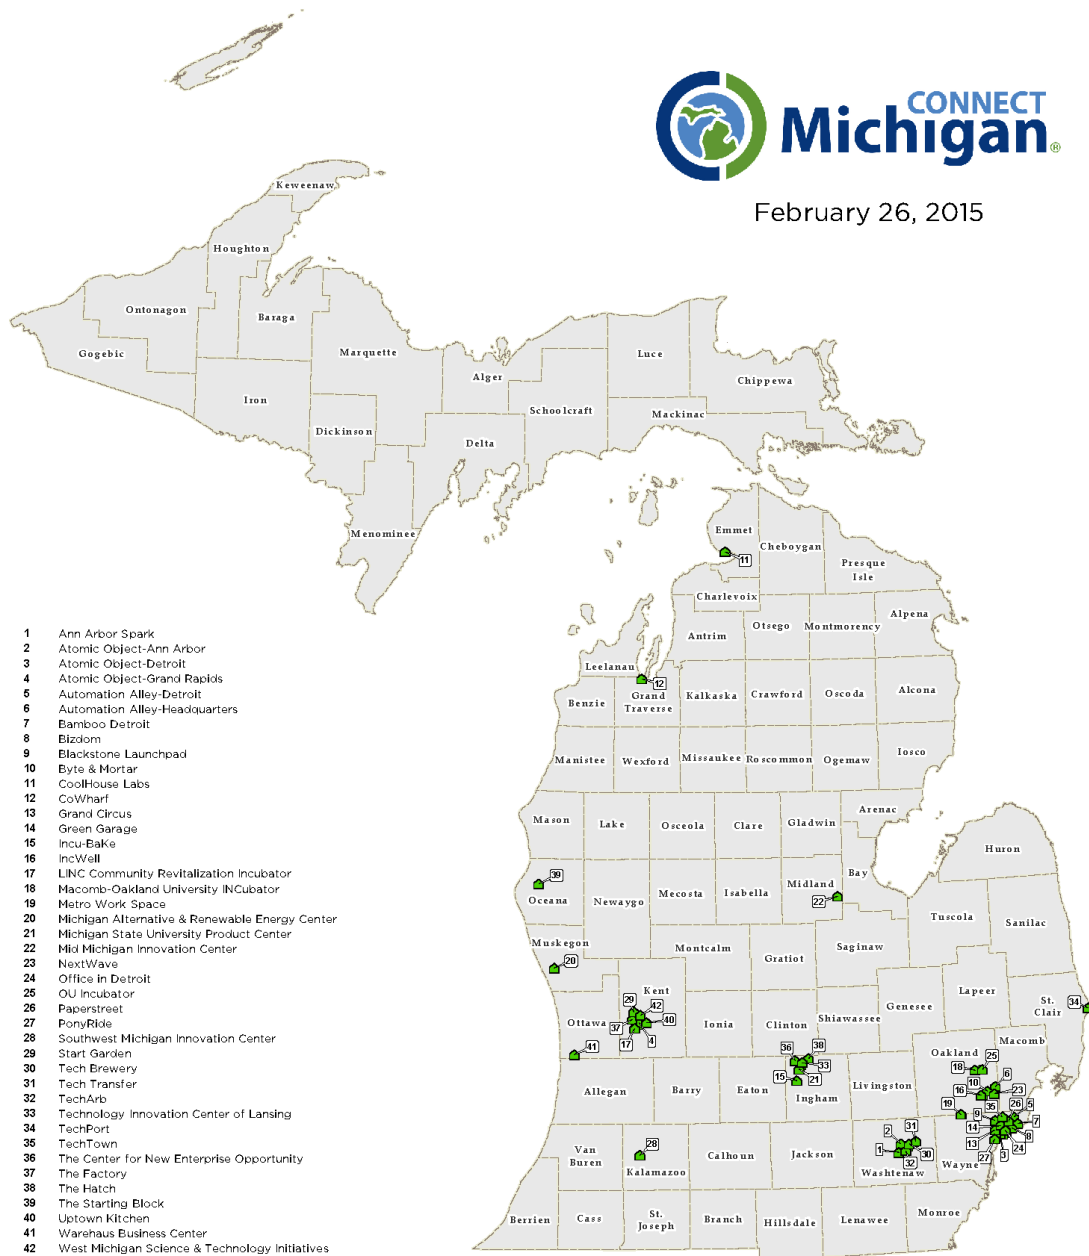 CONNECT
Michigan®
February 26, 2015
Keweenaw
Houghton
Ontonagon
Baraga
Gogebic
Marquette
Luce
Alger
Chippewa
Iron
Schoolcraft
Mackinac
Dickinson
Delta
Menominee
Emmet
Cheboygan
11
Presque
Isle
Charlevoix
Alpena
Otsego
Montmorency
Antrim
Leelanau
12
Grand
Traverse
Kalkaska
Crawford
Oscoda
Alcona
Benzie
Manistee
Wexford
Missaukee
Roscommon
Ogemaw
Iosco
Arenac
Mason
Lake
Osceola
Clare
Gladwin
Huron
39
Oceana
Newaygo
Mecosta
Isabella
Midland
22
Bay
Tuscola
Sanilac
Muskegon
20
Montcalm
Gratiot
Saginaw
Kent
29
42
37
40
17
4
Ottawa
Ionia
Clinton
Shiawassee
Genesee
Lapeer
34
St.
Clair
41
36
38
33
15
21
Oakland
Macomb
18
25
10
6
16
23
35
Allegan
Barry
Eaton
Ingham
Livingston
19
9
26
5
14
7
13
8
27
3
24
2
31
1
30
32
Washtenaw
Wayne
Van
Buren
28
Kalamazoo
Calhoun
Jackson
Berrien
Cass
St.
Joseph
Branch
Hillsdale
Lenawee
Monroe
1 Ann Arbor Spark
2 Atomic Object-Ann Arbor
3 Atomic Object-Detroit
4 Atomic Object-Grand Rapids
5 Automation Alley-Detroit
6 Automation Alley-Headquarters
7 Bamboo Detroit
8 Bizdom
9 Blackstone Launchpad
10 Byte & Mortar
11 CoolHouse Labs
12 CoWharf
13 Grand Circus
14 Green Garage
15 Incu-BaKe
16 IncWell
17 LINC Community Revitalization Incubator
18 Macomb-Oakland University INCubator
19 Metro Work Space
20 Michigan Alternative & Renewable Energy Center
21 Michigan State University Product Center
22 Mid Michigan Innovation Center
23 NextWave
24 Office in Detroit
25 OU Incubator
26 Paperstreet
27 PonyRide
28 Southwest Michigan Innovation Center
29 Start Garden
30 Tech Brewery
31 Tech Transfer
32 TechArb
33 Technology Innovation Center of Lansing
34 TechPort
35 TechTown
36 The Center for New Enterprise Opportunity
37 The Factory
38 The Hatch
39 The Starting Block
40 Uptown Kitchen
41 Warehaus Business Center
42 West Michigan Science & Technology Initiatives